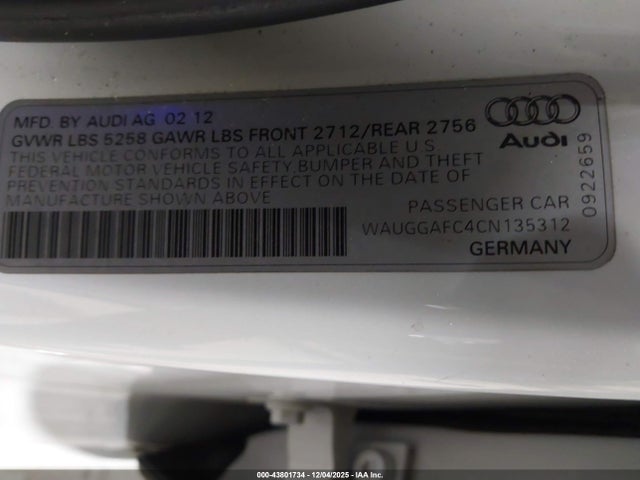 MFD. BY AUDI AG 02 12
GVWR LBS 5258 GAWR LBS FRONT 2712/REAR 2756
THIS VEHICLE CONFORMS TO ALL APPLICABLE U.S
FEDERAL MOTOR VEHICLE SAFETY,BUMPER AND THEFT
PREVENTION STANDARDS IN EFFECT ON THE DATE OF
MANUFACTURE SHOWN ABOVE
Audi
0922659
PASSENGER CAR
WAUGGAFC4CN135312
GERMANY
000-43801734 - 12/04/2025 - IAA Inc.